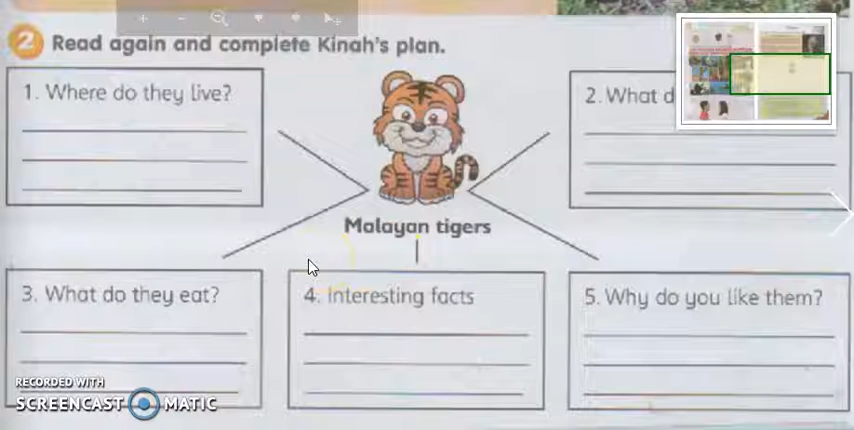 2 Read again and complete Kinah's plan.
1. Where do they live?
2. What d
Malayan tigers
3. What do they eat?
4. Interesting facts
5. Why do you like them?
RECORDED WITH
SCREENCAST MATIC